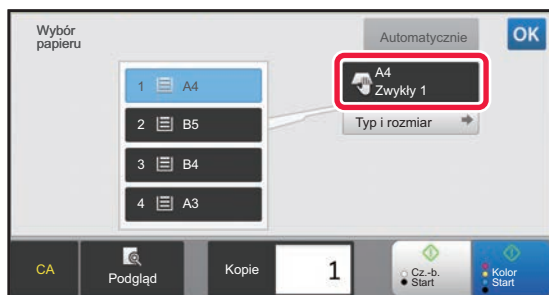 Wybór
papieru
Automatycznie
OK
1 A4
2 B5
3 B4
4 A3
A4
Zwykły 1
Typ i rozmiar
CA
Podgląd
Kopie
1
Cz.-b.
Start
Kolor
Start